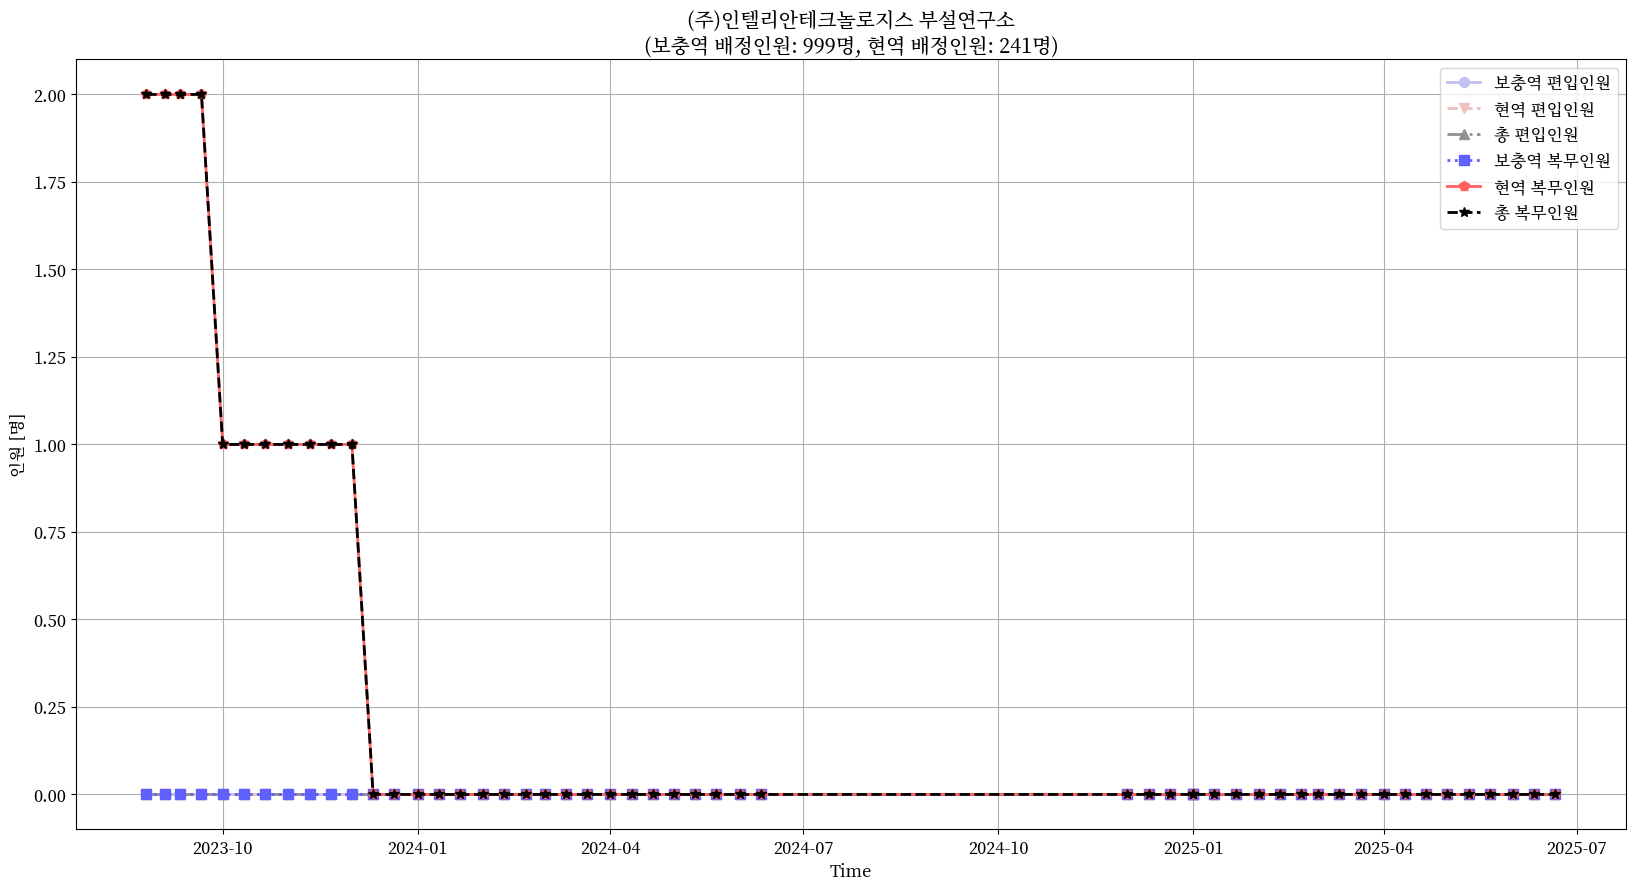 (주)인텔리안테크놀로지스 부설연구소
(보충역 배정인원: 999명, 현역 배정인원: 241명)
보충역 편입인원
현역 편입인원
총 편입인원
보충역 복무인원
현역 복무인원
총 복무인원
인원 [명]
2.00
1.75
1.50
1.25
1.00
0.75
0.50
0.25
0.00
2023-10
2024-01
2024-04
2024-07
2024-10
2025-01
2025-04
2025-07
Time